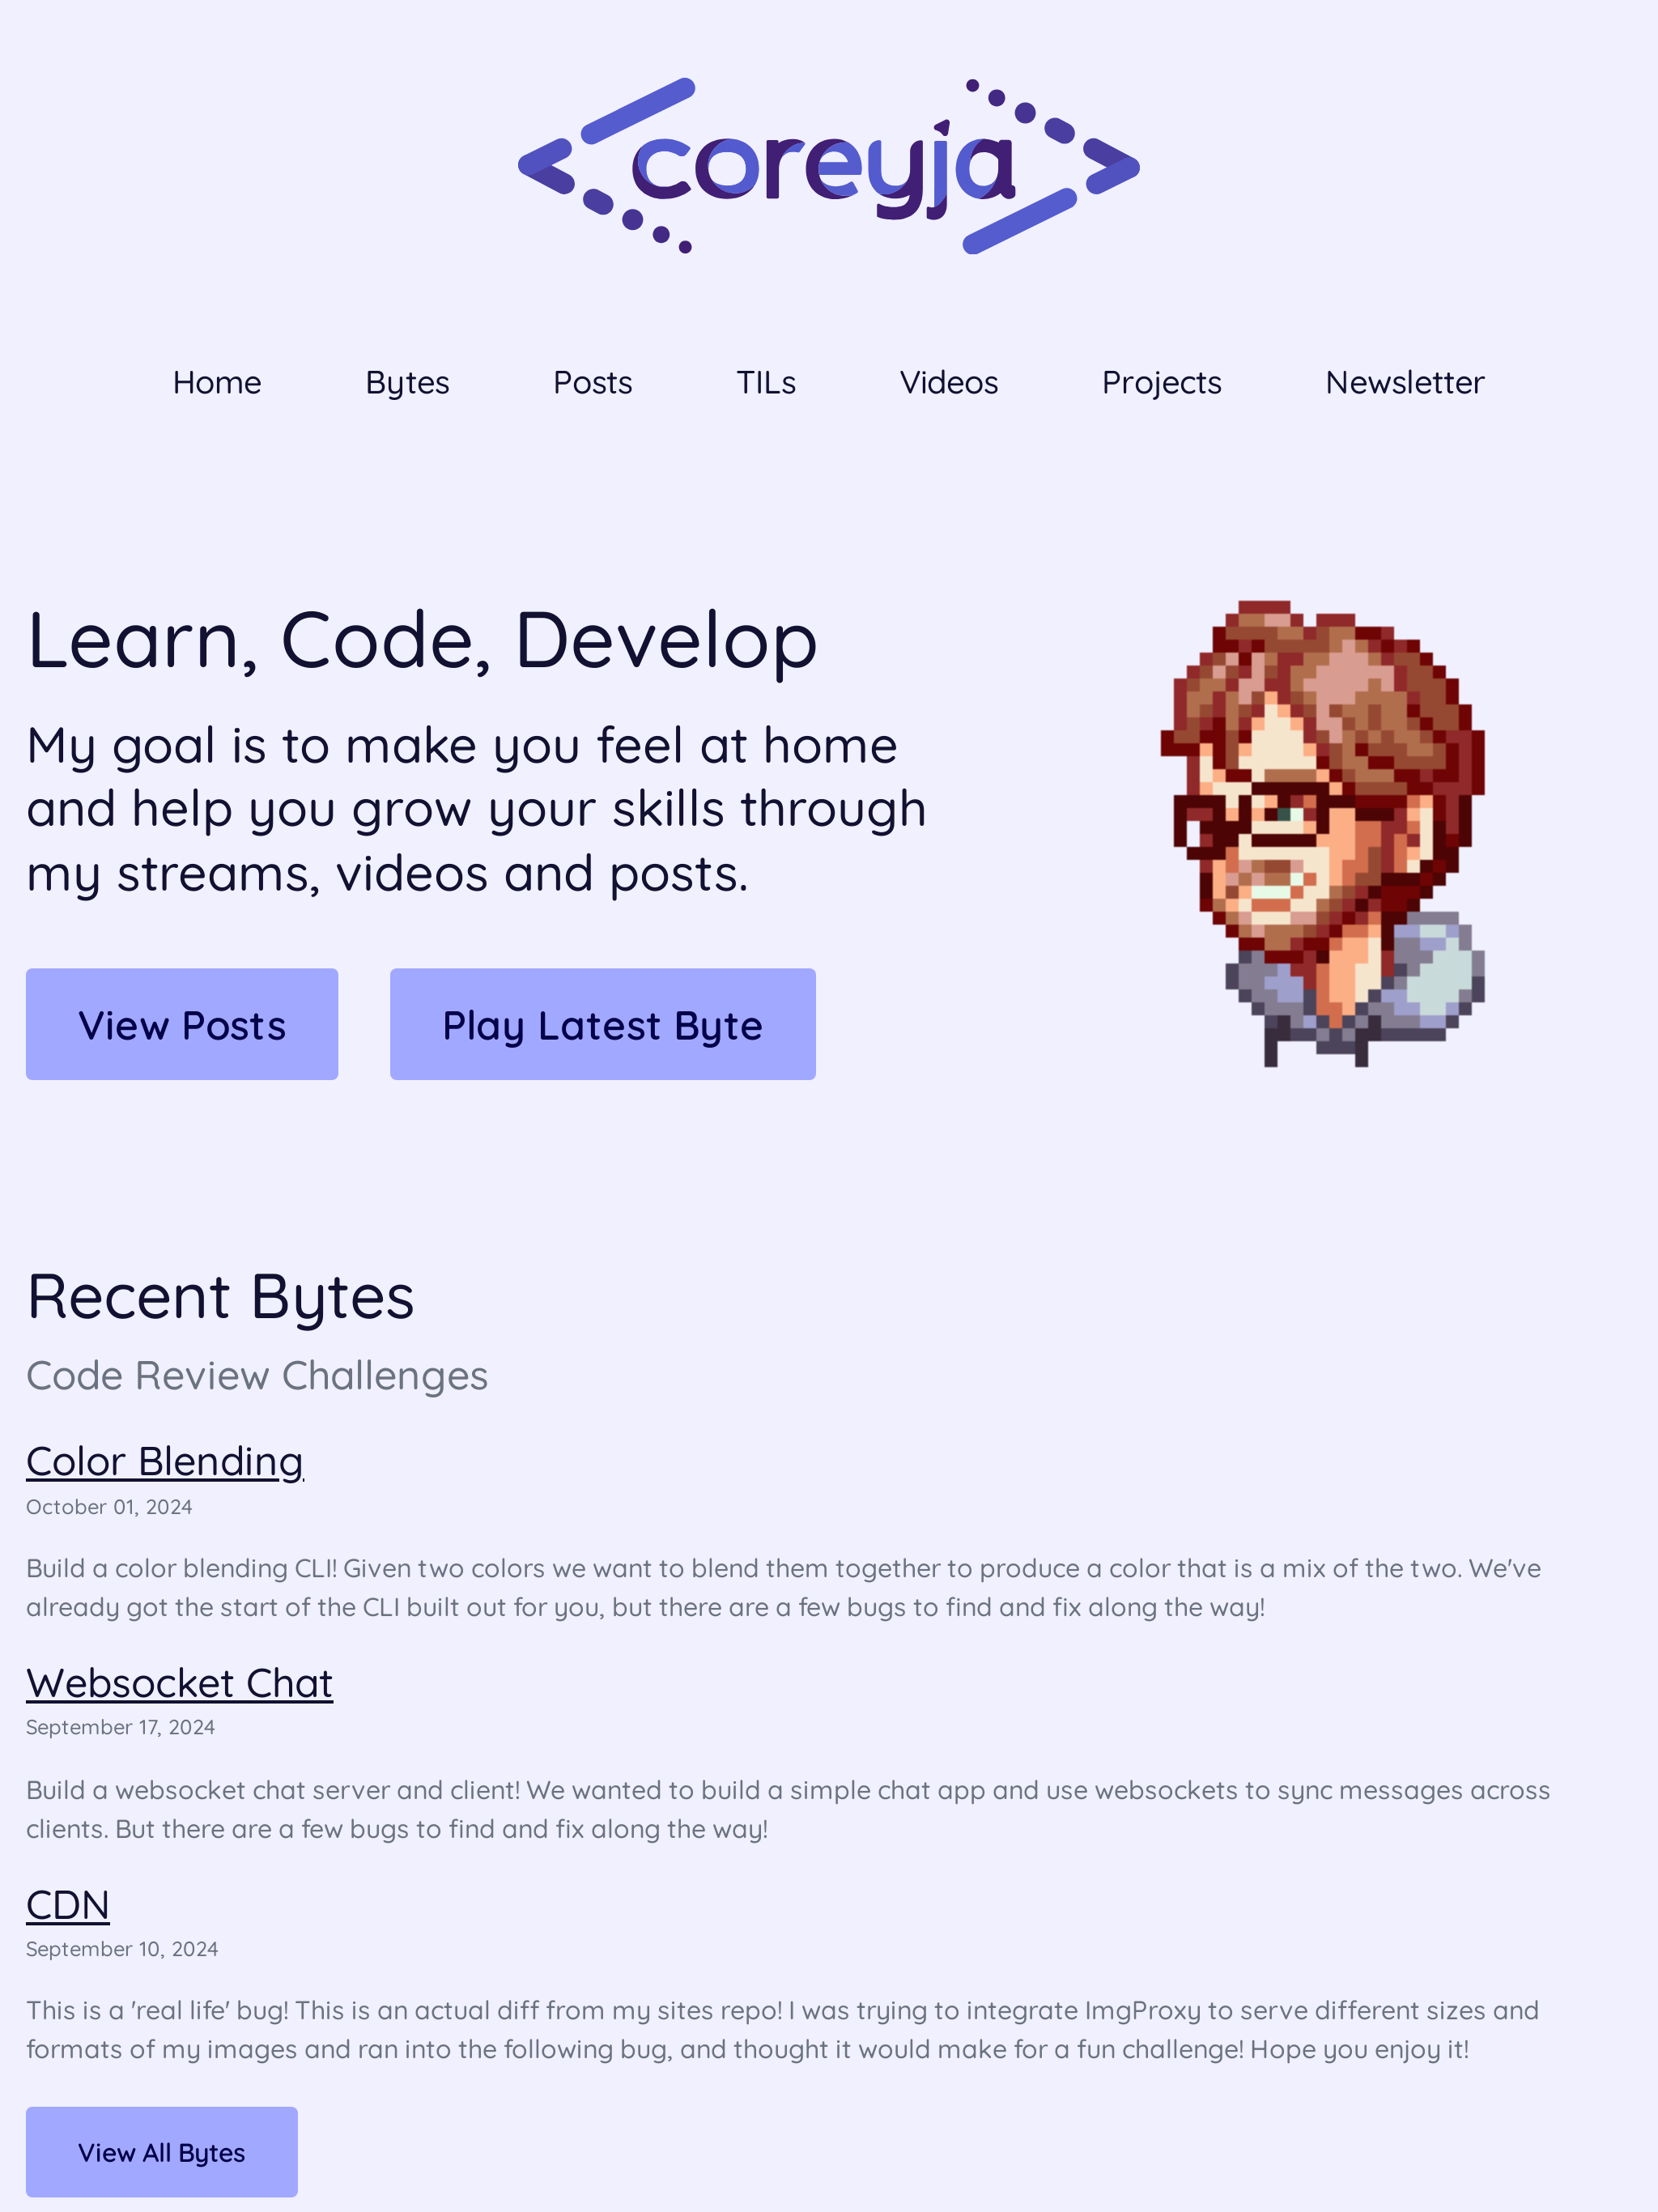 coreyja
Home Bytes Posts TILs Videos Projects Newsletter
Learn, Code, Develop
My goal is to make you feel at home
and help you grow your skills through
my streams, videos and posts.
View Posts Play Latest Byte
Recent Bytes
Code Review Challenges
Color Blending
October 01, 2024
Build a color blending CLI! Given two colors we want to blend them together to produce a color that is a mix of the two. We've
already got the start of the CLI built out for you, but there are a few bugs to find and fix along the way!
Websocket Chat
September 17, 2024
Build a websocket chat server and client! We wanted to build a simple chat app and use websockets to sync messages across
clients. But there are a few bugs to find and fix along the way!
CDN
September 10, 2024
This is a 'real life' bug! This is an actual diff from my sites repo! I was trying to integrate ImgProxy to serve different sizes and
formats of my images and ran into the following bug, and thought it would make for a fun challenge! Hope you enjoy it!
View All Bytes